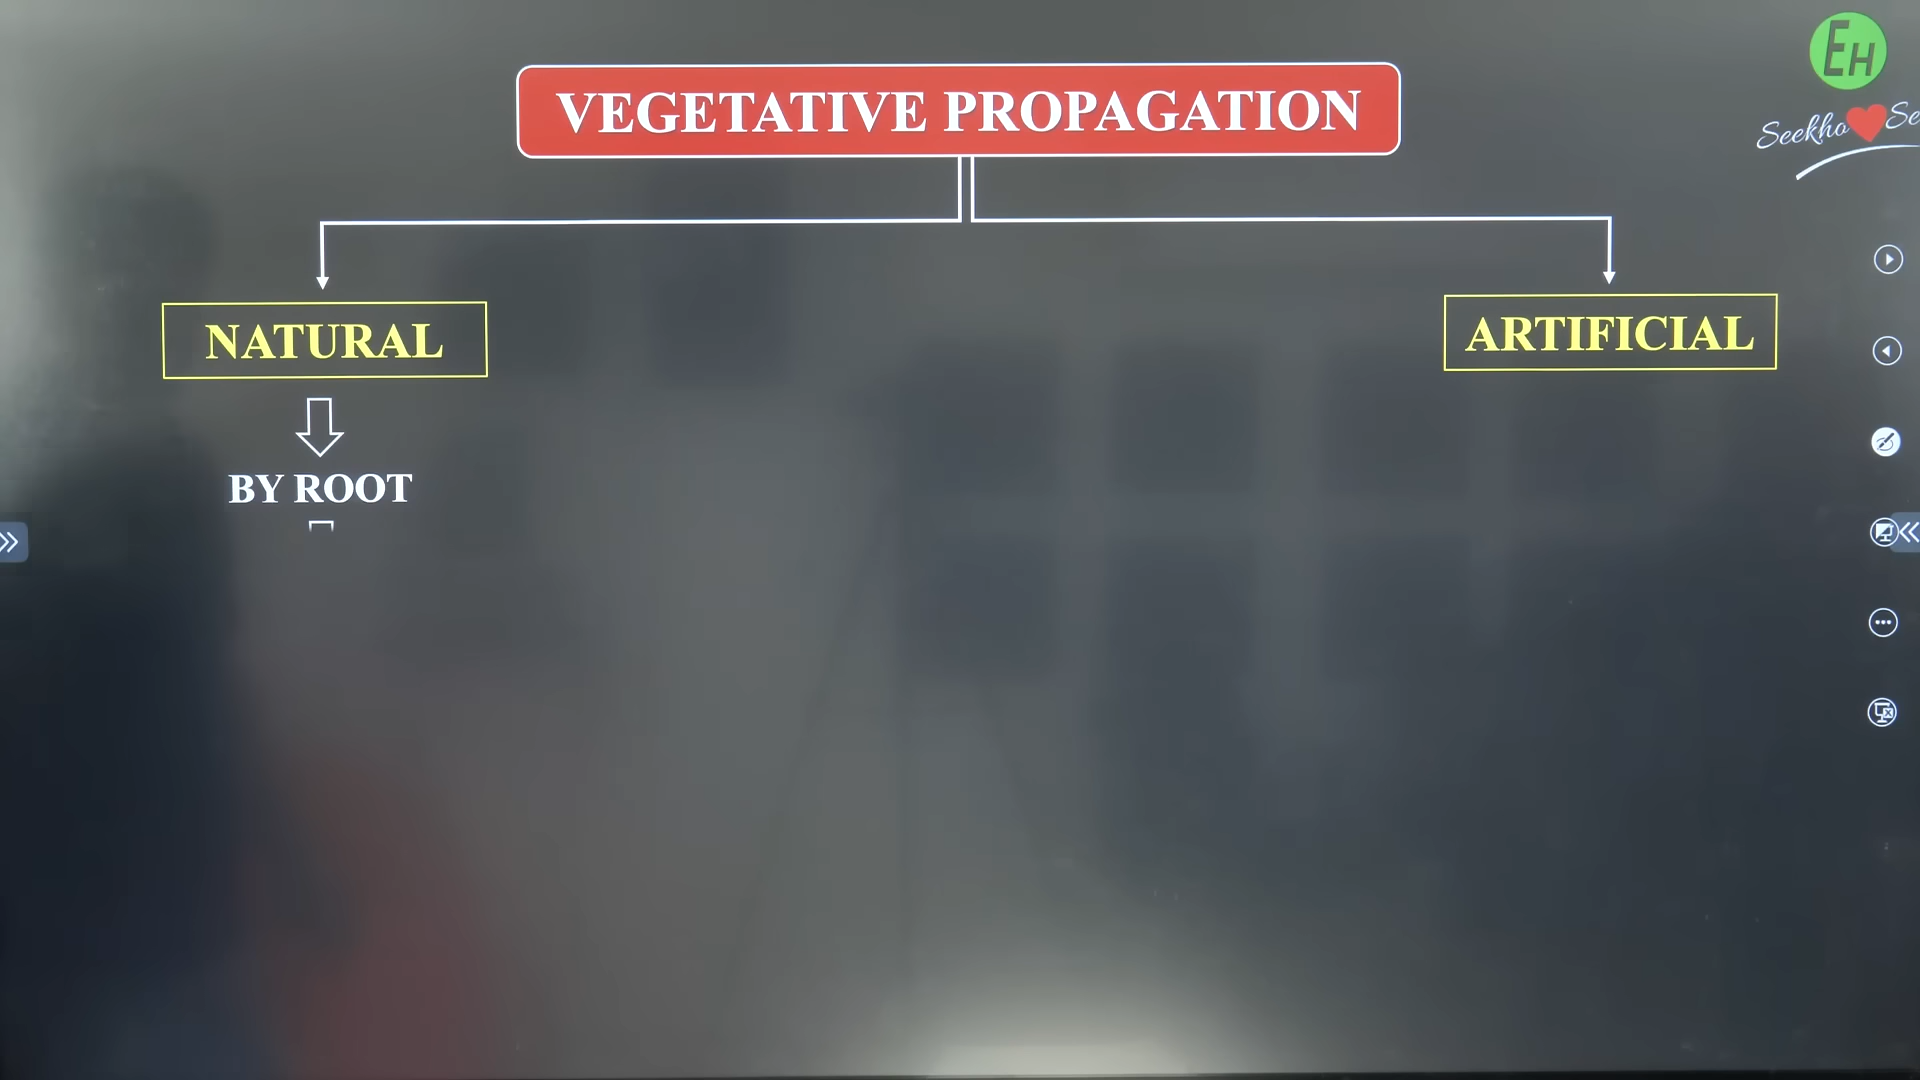 EH
VEGETATIVE PROPAGATION
Seekho
NATURAL
ARTIFICIAL
BY ROOT